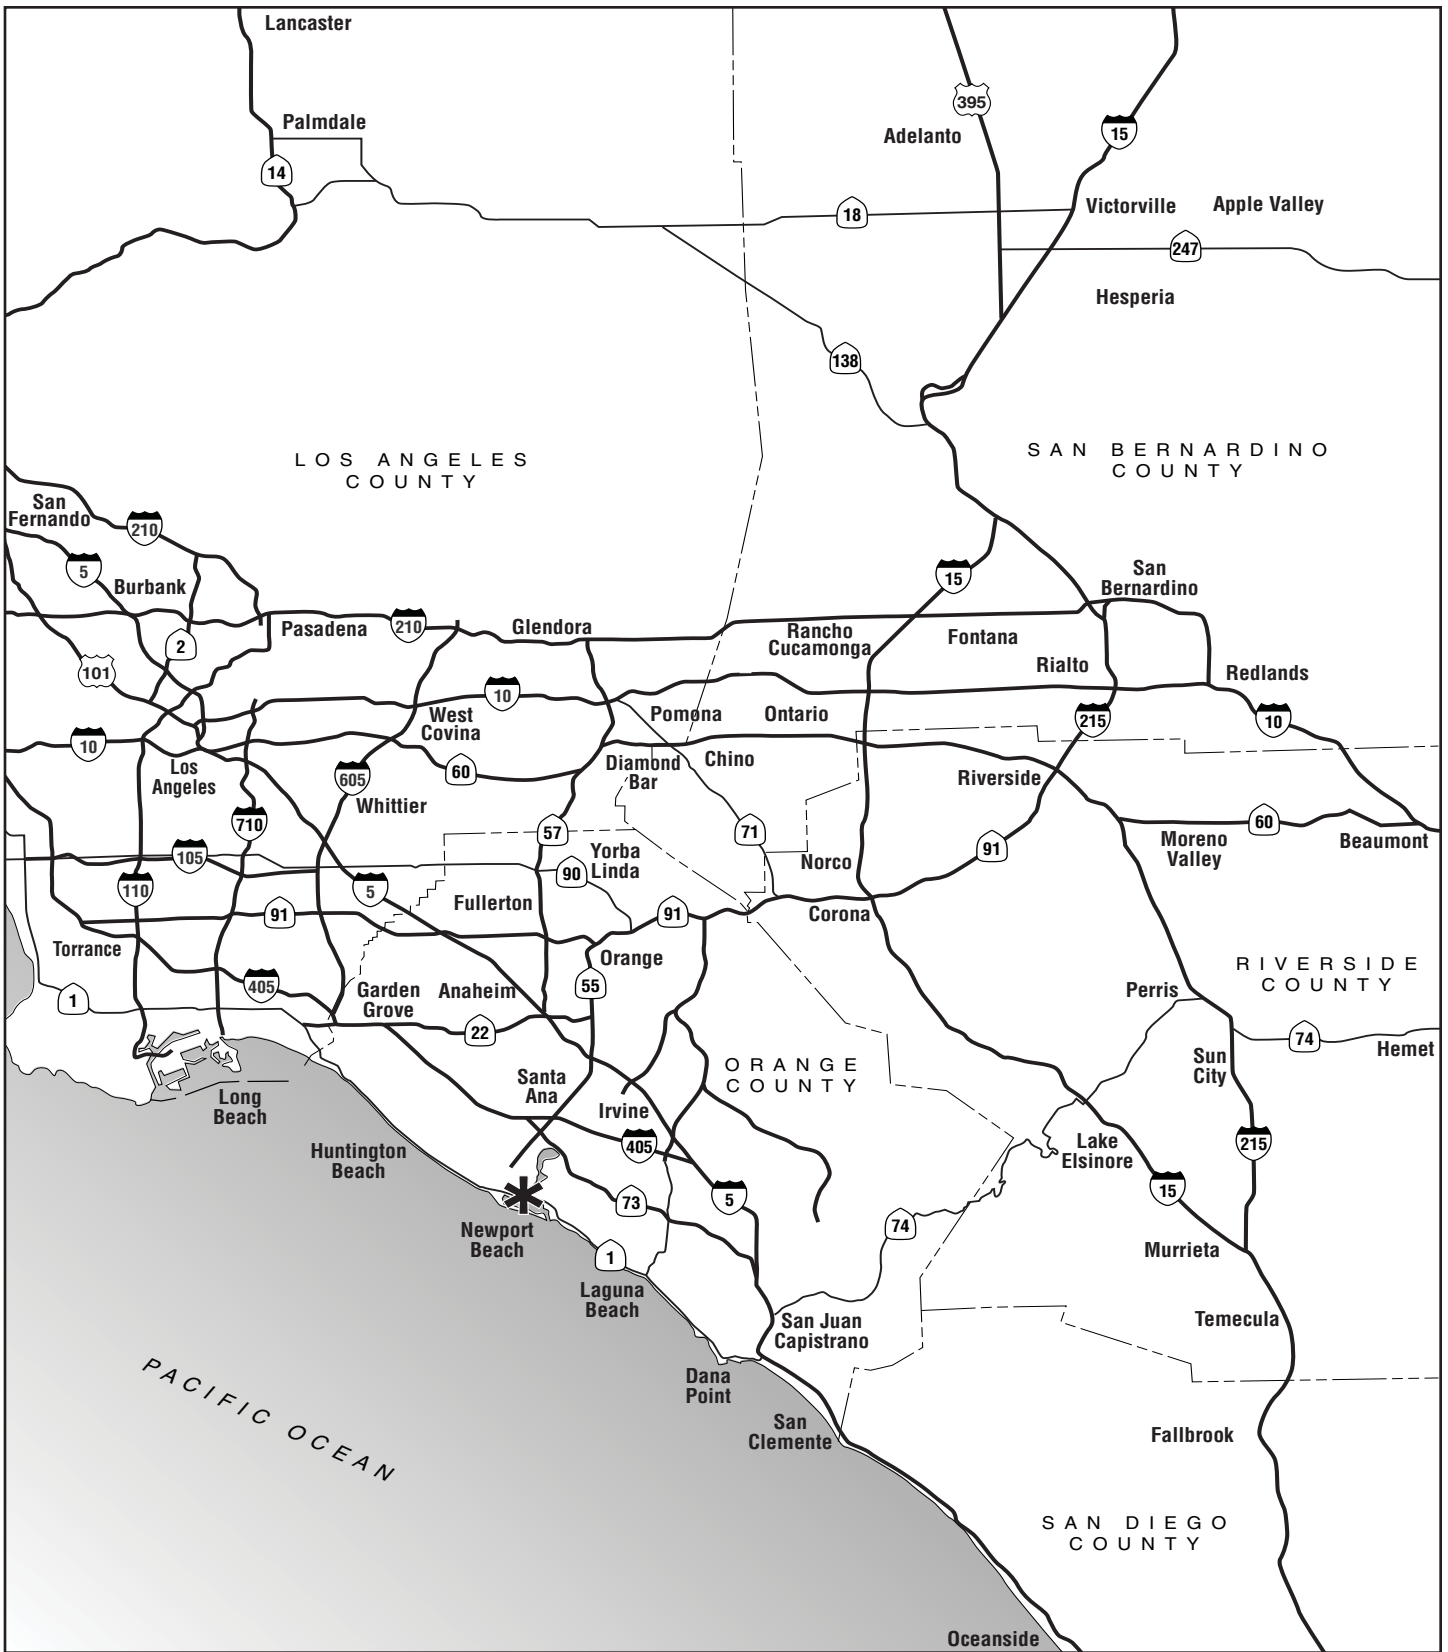 Lancaster
395
Palmdale
15
Adelanto
14
Victorville
Apple Valley
18
247
Hesperia
138
LOS ANGELES
COUNTY
SAN BERNARDINO
COUNTY
San
Fernando
210
5
Burbank
15
San
Bernardino
Pasadena
210
Glendora
Rancho
Cucamonga
Fontana
2
101
Rialto
Redlands
10
West
Covina
Pomona
Ontario
215
10
10
Los
Angeles
605
60
Diamond
Bar
Chino
Riverside
Whittier
710
57
71
60
105
Yorba
Linda
Norco
91
Moreno
Valley
Beaumont
110
5
90
Fullerton
91
91
Corona
Torrance
Orange
RIVERSIDE
COUNTY
405
1
Garden
Grove
Anaheim
55
Perris
22
74
Hemet
Sun
City
ORANGE
COUNTY
Long
Beach
Santa
Ana
Irvine
405
Huntington
Beach
Lake
Elsinore
215
15
73
5
Newport
Beach
1
74
Murrieta
Laguna
Beach
San Juan
Capistrano
Temecula
Dana
Point
PACIFIC OCEAN
San
Clemente
Fallbrook
SAN DIEGO
COUNTY
Oceanside